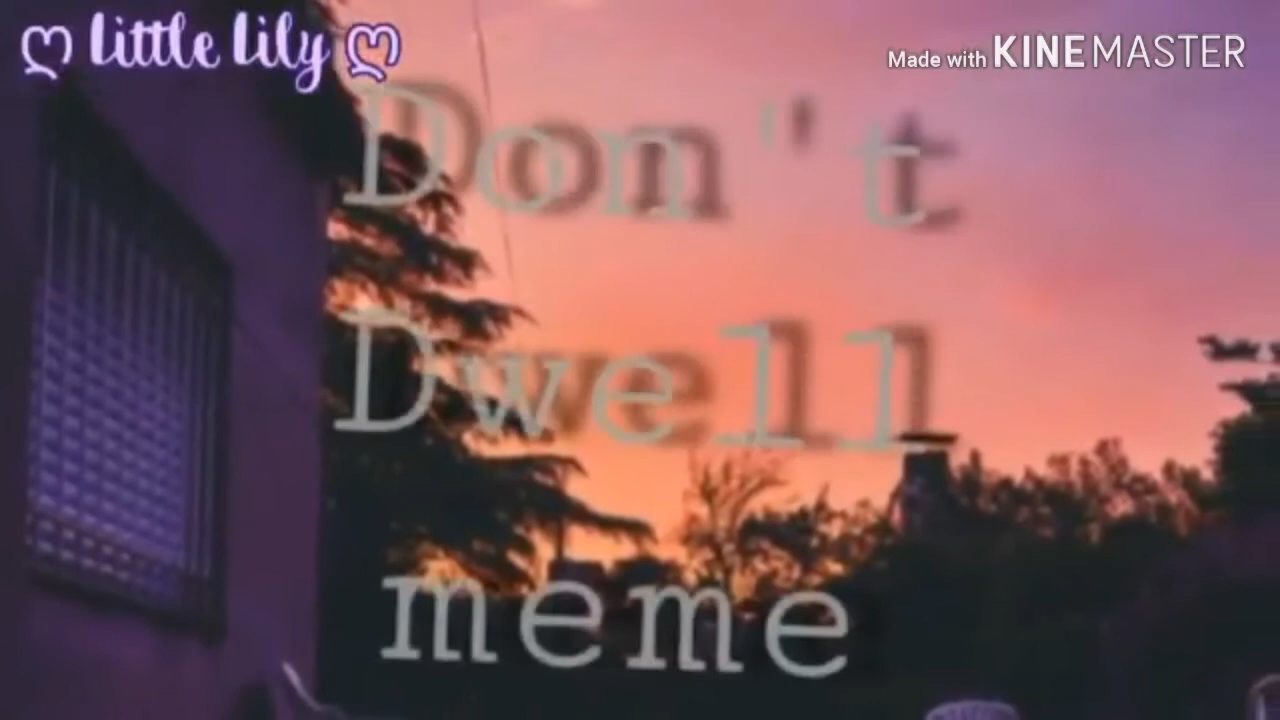 ღ little lily ღ
Made with KINEMASTER
Don't
Dwell
meme